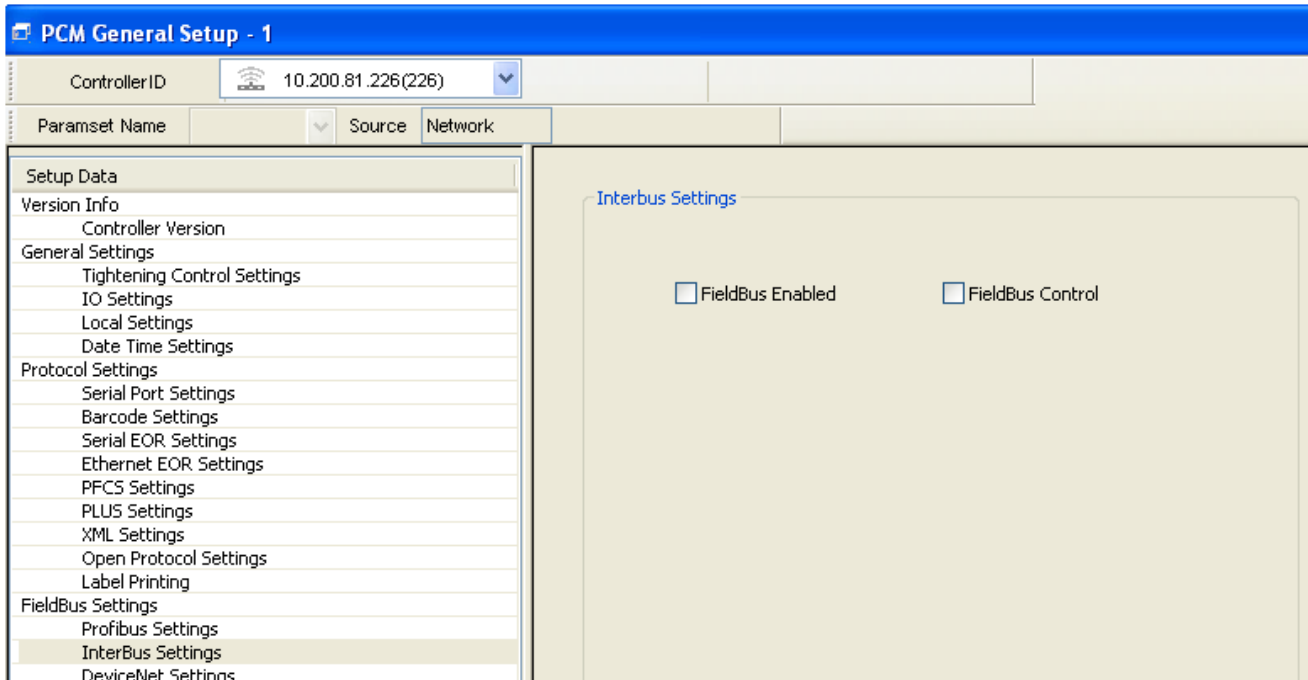 PCM General Setup - 1
ControllerID 10.200.81.226(226)
Paramset Name Source Network
Setup Data
Version Info
Controller Version
General Settings
Tightening Control Settings
IO Settings
Local Settings
Date Time Settings
Protocol Settings
Serial Port Settings
Barcode Settings
Serial EOR Settings
Ethernet EOR Settings
PFCS Settings
PLUS Settings
XML Settings
Open Protocol Settings
Label Printing
FieldBus Settings
Profibus Settings
InterBus Settings
DeviceNet Settings
Interbus Settings
FieldBus Enabled FieldBus Control